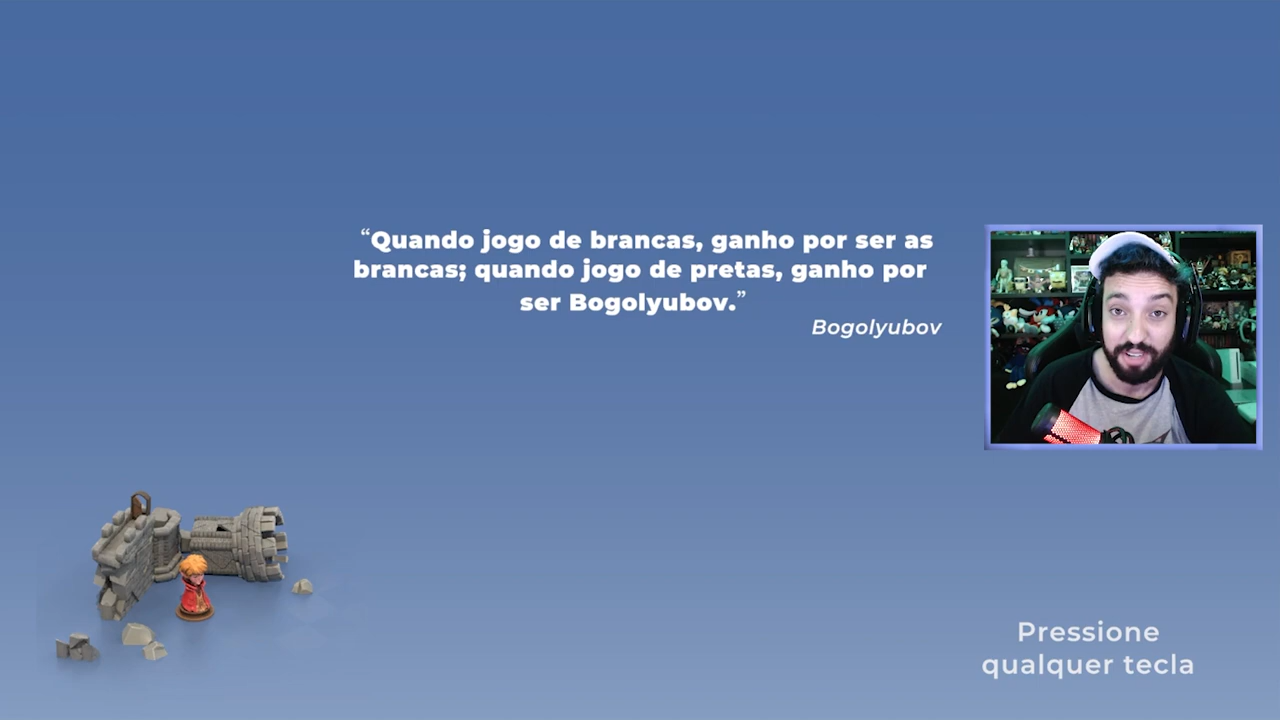 “Quando jogo de brancas, ganho por ser as
brancas; quando jogo de pretas, ganho por
ser Bogolyubov.”
Bogolyubov
Pressione
qualquer tecla